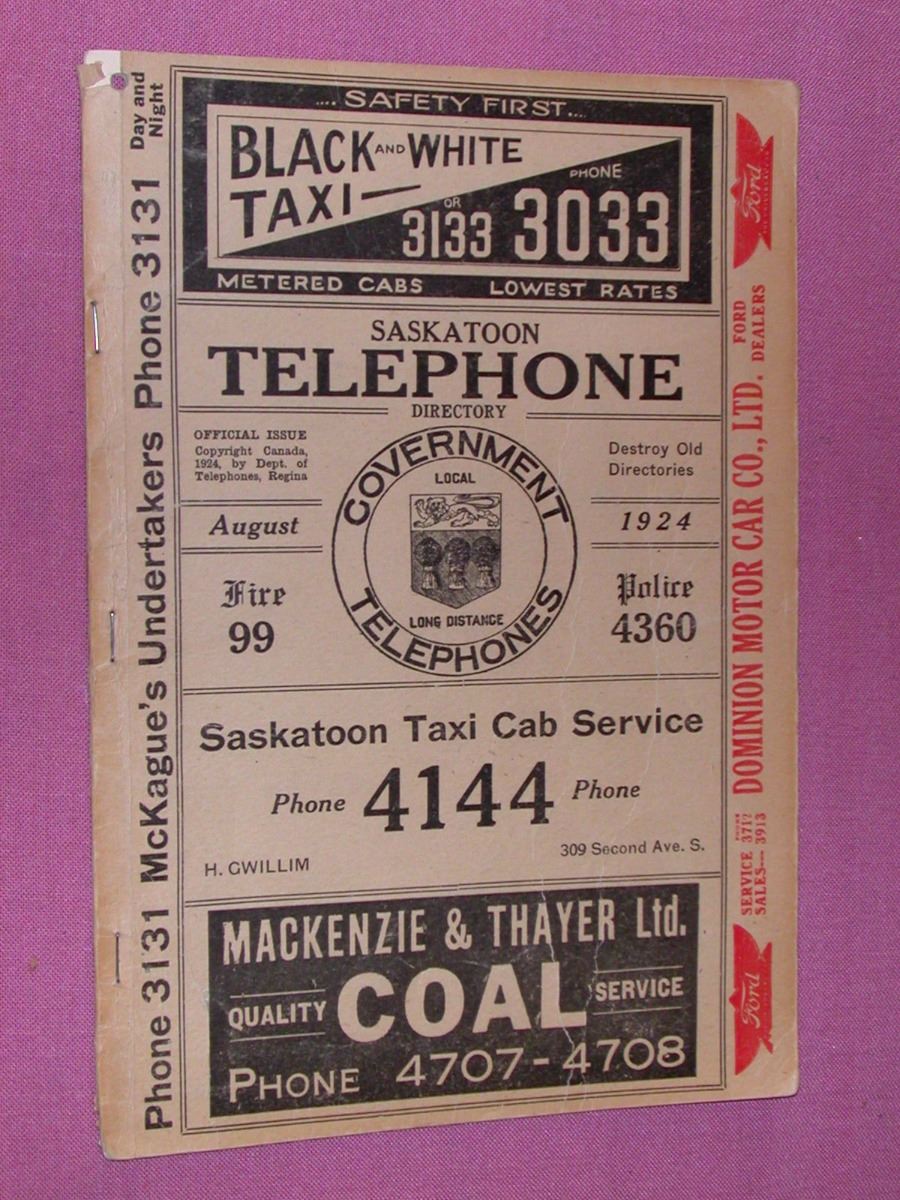 Phone 3131 McKague's Undertakers Phone 3131 Day and
Night
.... SAFETY FIRST....
BLACK AND WHITE
TAXI—
PHONE
OR
3133 3033
METERED CABS LOWEST RATES
SASKATOON
TELEPHONE
DIRECTORY
OFFICIAL ISSUE
Copyright Canada,
1924, by Dept. of
Telephones, Regina
Destroy Old
Directories
August
1924
GOVERNMENT
LOCAL
LONG DISTANCE
TELEPHONES
Fire
99
Police
4360
Saskatoon Taxi Cab Service
Phone 4144 Phone
H. GWILLIM
309 Second Ave. S.
MACKENZIE & THAYER Ltd.
QUALITY COAL SERVICE
PHONE 4707-4708
Ford
SERVICE 3717
SALES— 3913
DOMINION MOTOR CAR CO., LTD.
FORD
DEALERS
Ford